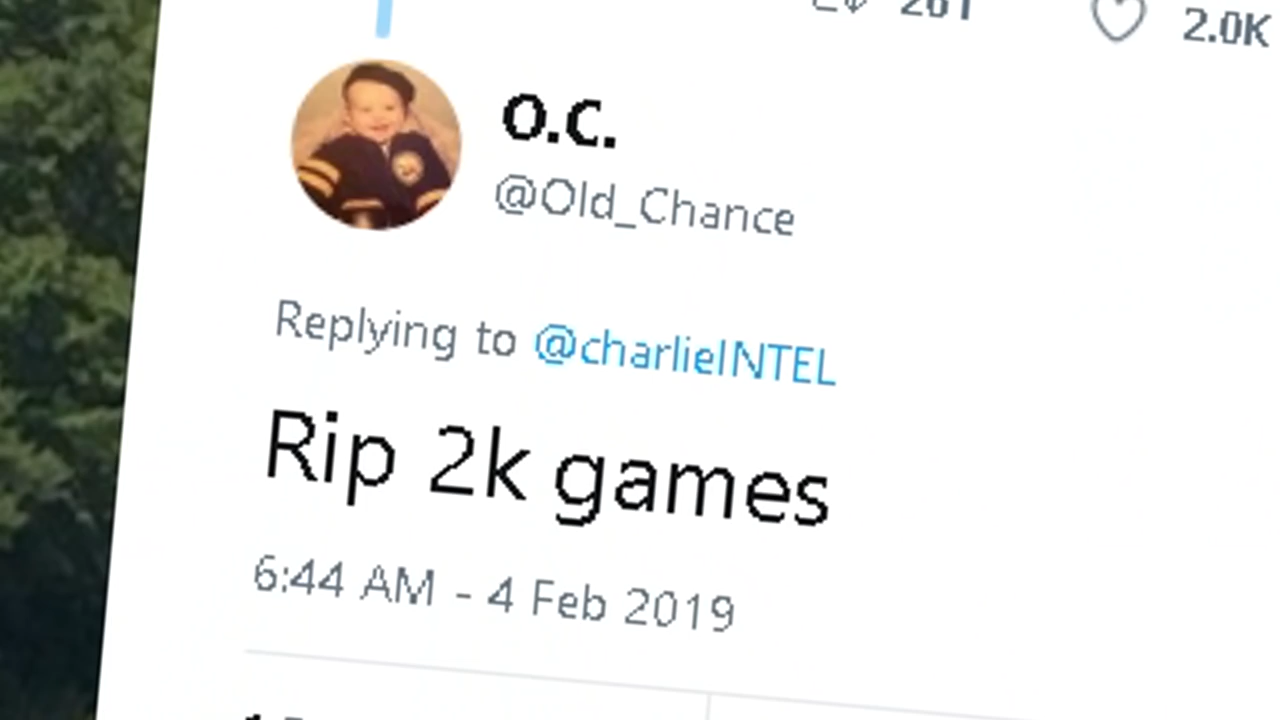 2.0K
o.c.
@Old_Chance
Replying to @charlieINTEL
Rip 2k games
6:44 AM - 4 Feb 2019